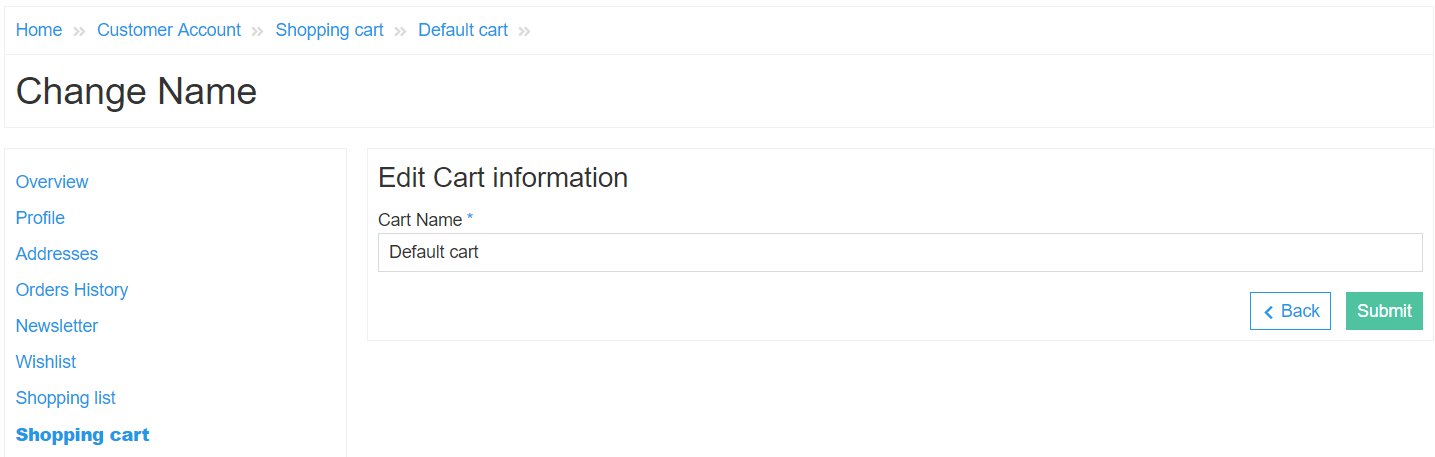 Home » Customer Account » Shopping cart » Default cart »
Change Name
Overview
Profile
Addresses
Orders History
Newsletter
Wishlist
Shopping list
Shopping cart
Edit Cart information
Cart Name *
Default cart
Back
Submit